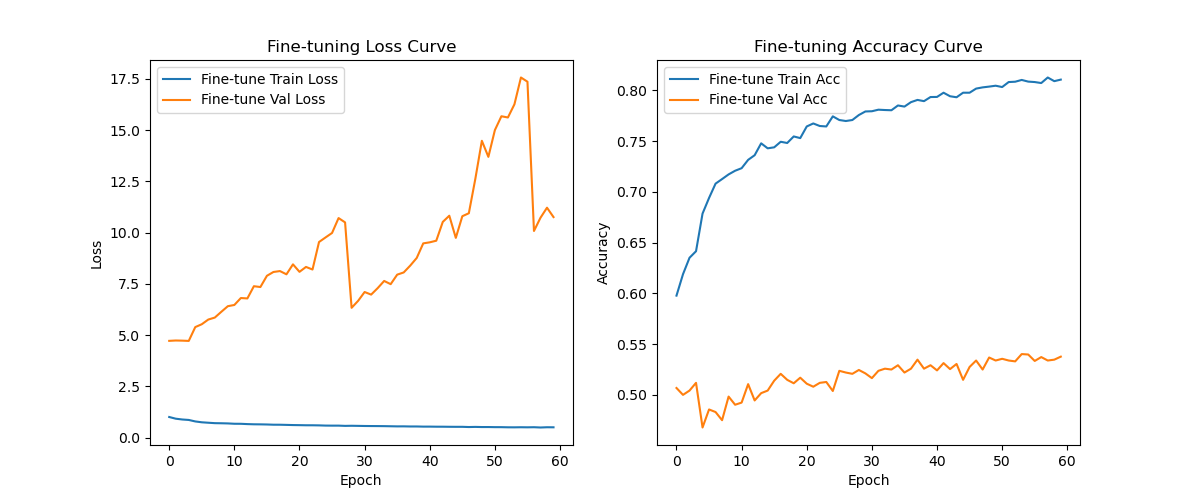 Fine-tuning Loss Curve
Fine-tune Train Loss
Fine-tune Val Loss
17.5
15.0
12.5
10.0
7.5
5.0
2.5
0.0
Loss
0 10 20 30 40 50 60
Epoch
Fine-tuning Accuracy Curve
Fine-tune Train Acc
Fine-tune Val Acc
0.80
0.75
0.70
0.65
0.60
0.55
0.50
Accuracy
0 10 20 30 40 50 60
Epoch